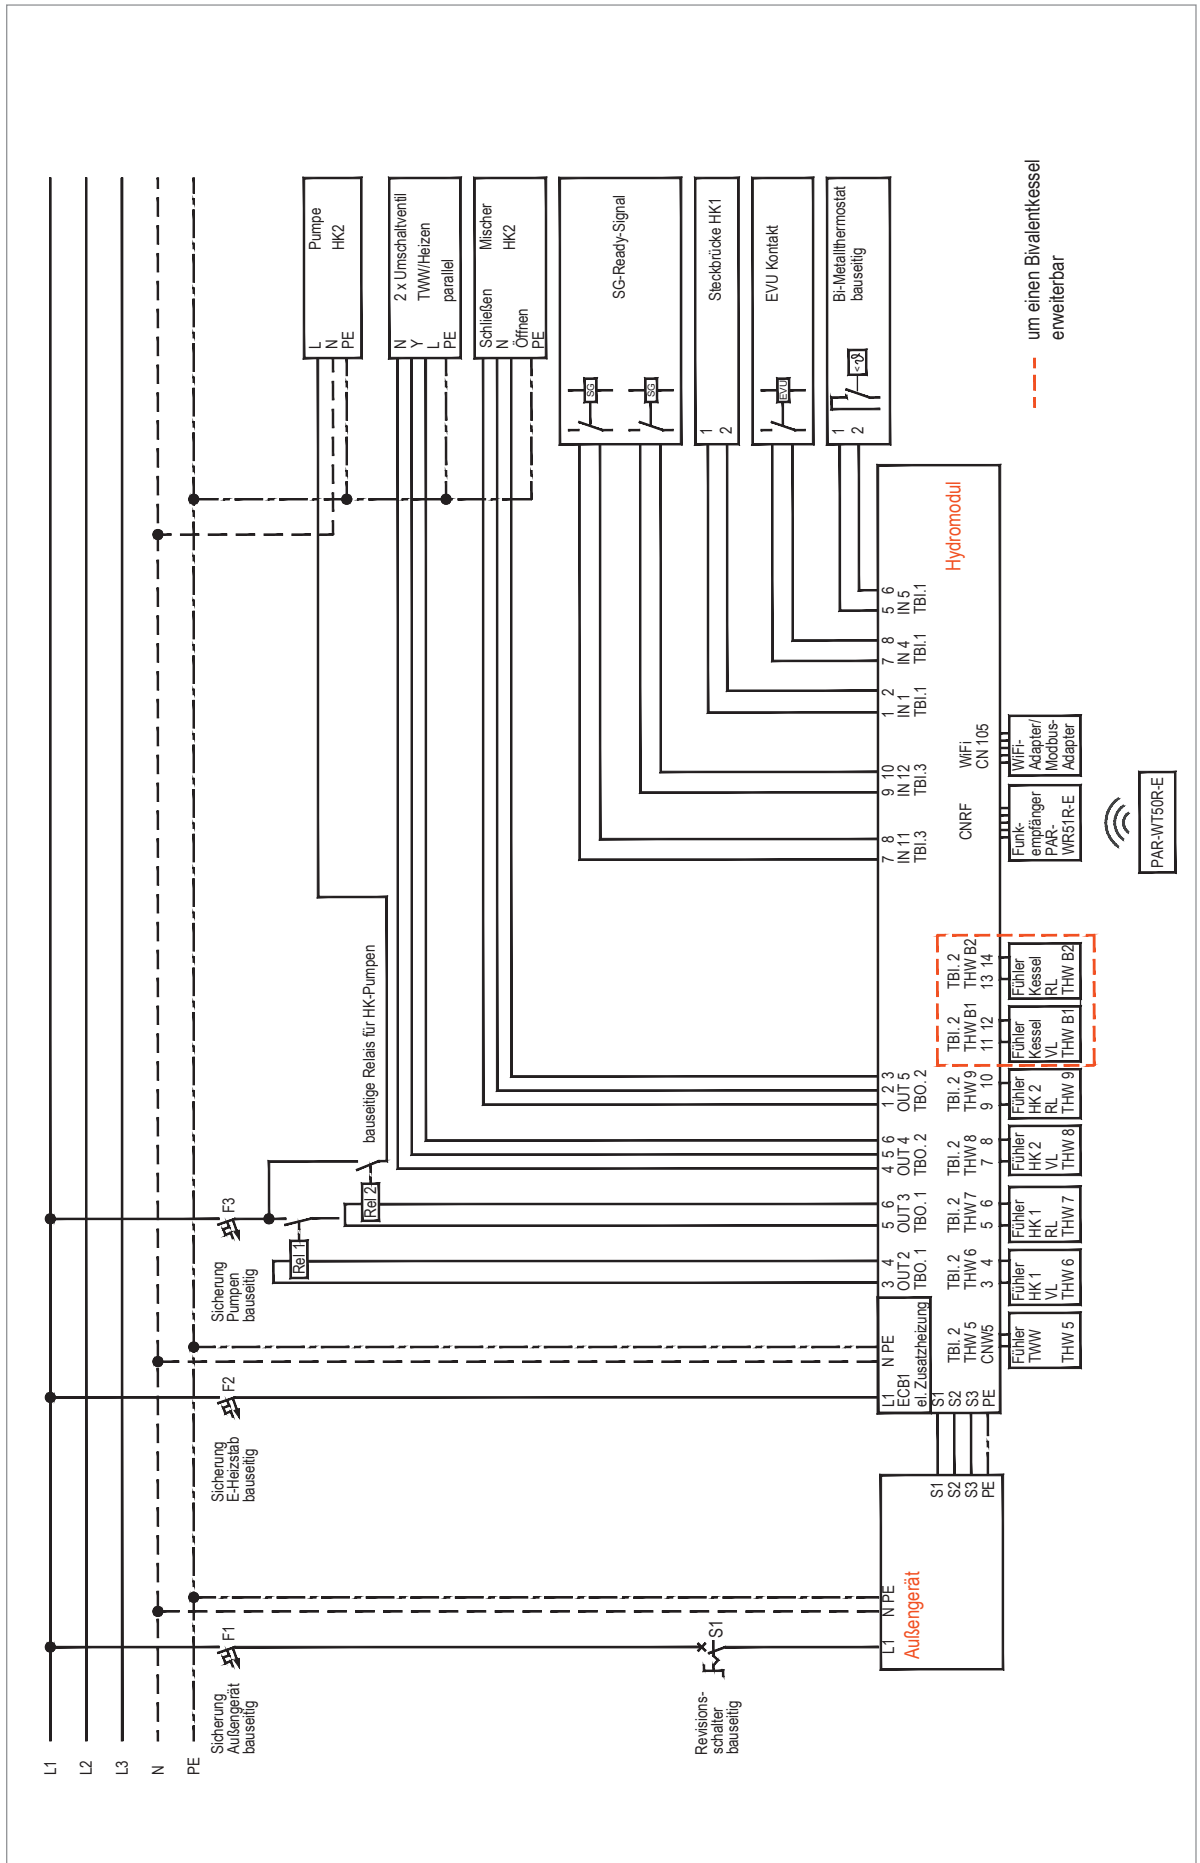 L1
L2
L3
N
PE
Sicherung
Außengerät
bauseitig
F1
Sicherung
E-Heizstab
bauseitig
F2
Sicherung
Pumpen
bauseitig
F3
Revisions-
schalter
bauseitig
S1
Rel 1
Rel 2
bauseitige Relais für HK-Pumpen
L
N
PE
Pumpe
HK2
N
Y
L
PE
2 x Umschaltventil
TWW/Heizen
parallel
Schließen
N
Öffnen
PE
Mischer
HK2
SG
SG
SG-Ready-Signal
1
2
Steckbrücke HK1
EVU
EVU Kontakt
1
2
<ϑ
Bi-Metallthermostat
bauseitig
L1
N PE
Außengerät
S1
S2
S3
PE
L1
N PE
ECB1
el. Zusatzheizung
S1
S2
S3
PE
3 4
OUT 2
TBO. 1
5 6
OUT 3
TBO. 1
4 5 6
OUT 4
TBO. 2
1 2 3
OUT 5
TBO. 2
7 8
IN 11
TBI.3
9 10
IN 12
TBI.3
1 2
IN 1
TBI.1
7 8
IN 4
TBI.1
5 6
IN 5
TBI.1
Hydromodul
TBI. 2
THW 5
CNW5
TBI. 2
THW 6
3 4
TBI. 2
THW 7
5 6
TBI. 2
THW 8
7 8
TBI. 2
THW 9
9 10
TBI. 2
THW B1
11 12
TBI. 2
THW B2
13 14
CNRF
WiFi
CN 105
Fühler
TWW
THW 5
Fühler
HK 1
VL
THW 6
Fühler
HK 1
RL
THW 7
Fühler
HK 2
VL
THW 8
Fühler
HK 2
RL
THW 9
Fühler
Kessel
VL
THW B1
Fühler
Kessel
RL
THW B2
Funk-
empfänger
PAR-
WR51R-E
WiFi-
Adapter/
Modbus-
Adapter
PAR-WT50R-E
um einen Bivalentkessel
erweiterbar